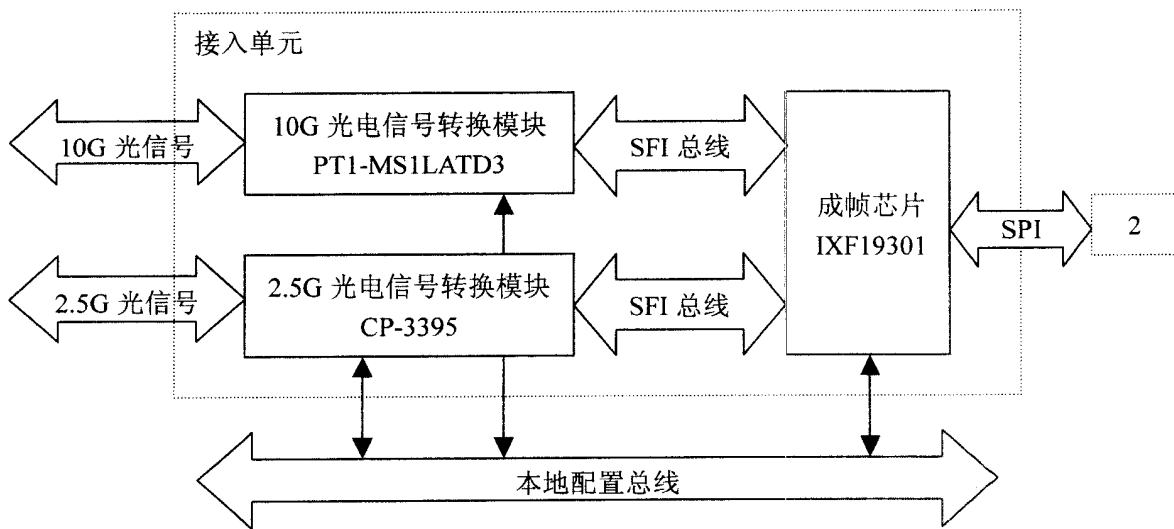 接入单元
10G 光信号
10G 光电信号转换模块
PT1-MS1LATD3
SFI 总线
成帧芯片
IXF19301
SPI
2
2.5G 光信号
2.5G 光电信号转换模块
CP-3395
SFI 总线
本地配置总线